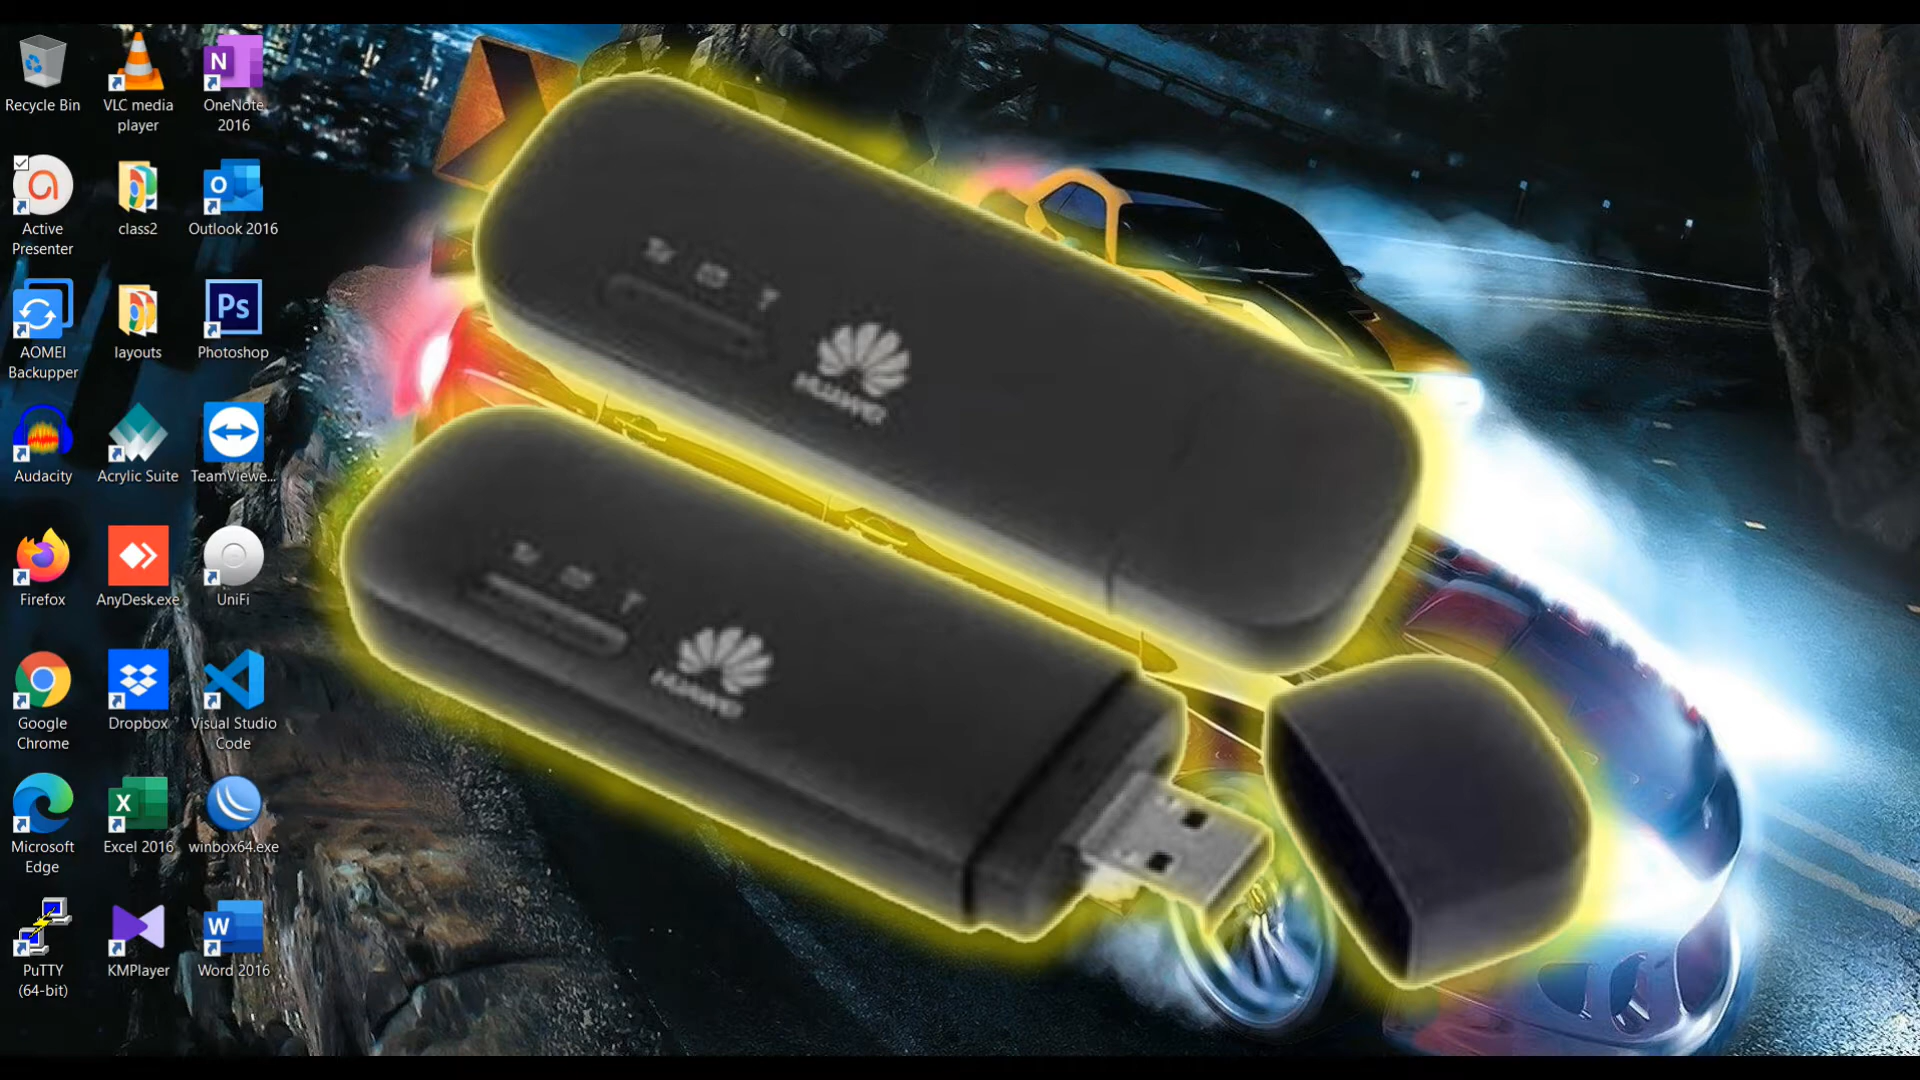 Recycle Bin
VLC media
player
N
OneNote
2016
Active
Presenter
class2
O
Outlook 2016
AOMEI
Backupper
layouts
Ps
Photoshop
Audacity
Acrylic Suite
TeamViewe...
Firefox
AnyDesk.exe
UniFi
Google
Chrome
Dropbox
Visual Studio
Code
Microsoft
Edge
X
Excel 2016
winbox64.exe
PuTTY
(64-bit)
KMPlayer
W
Word 2016
HUAWEI
HUAWEI